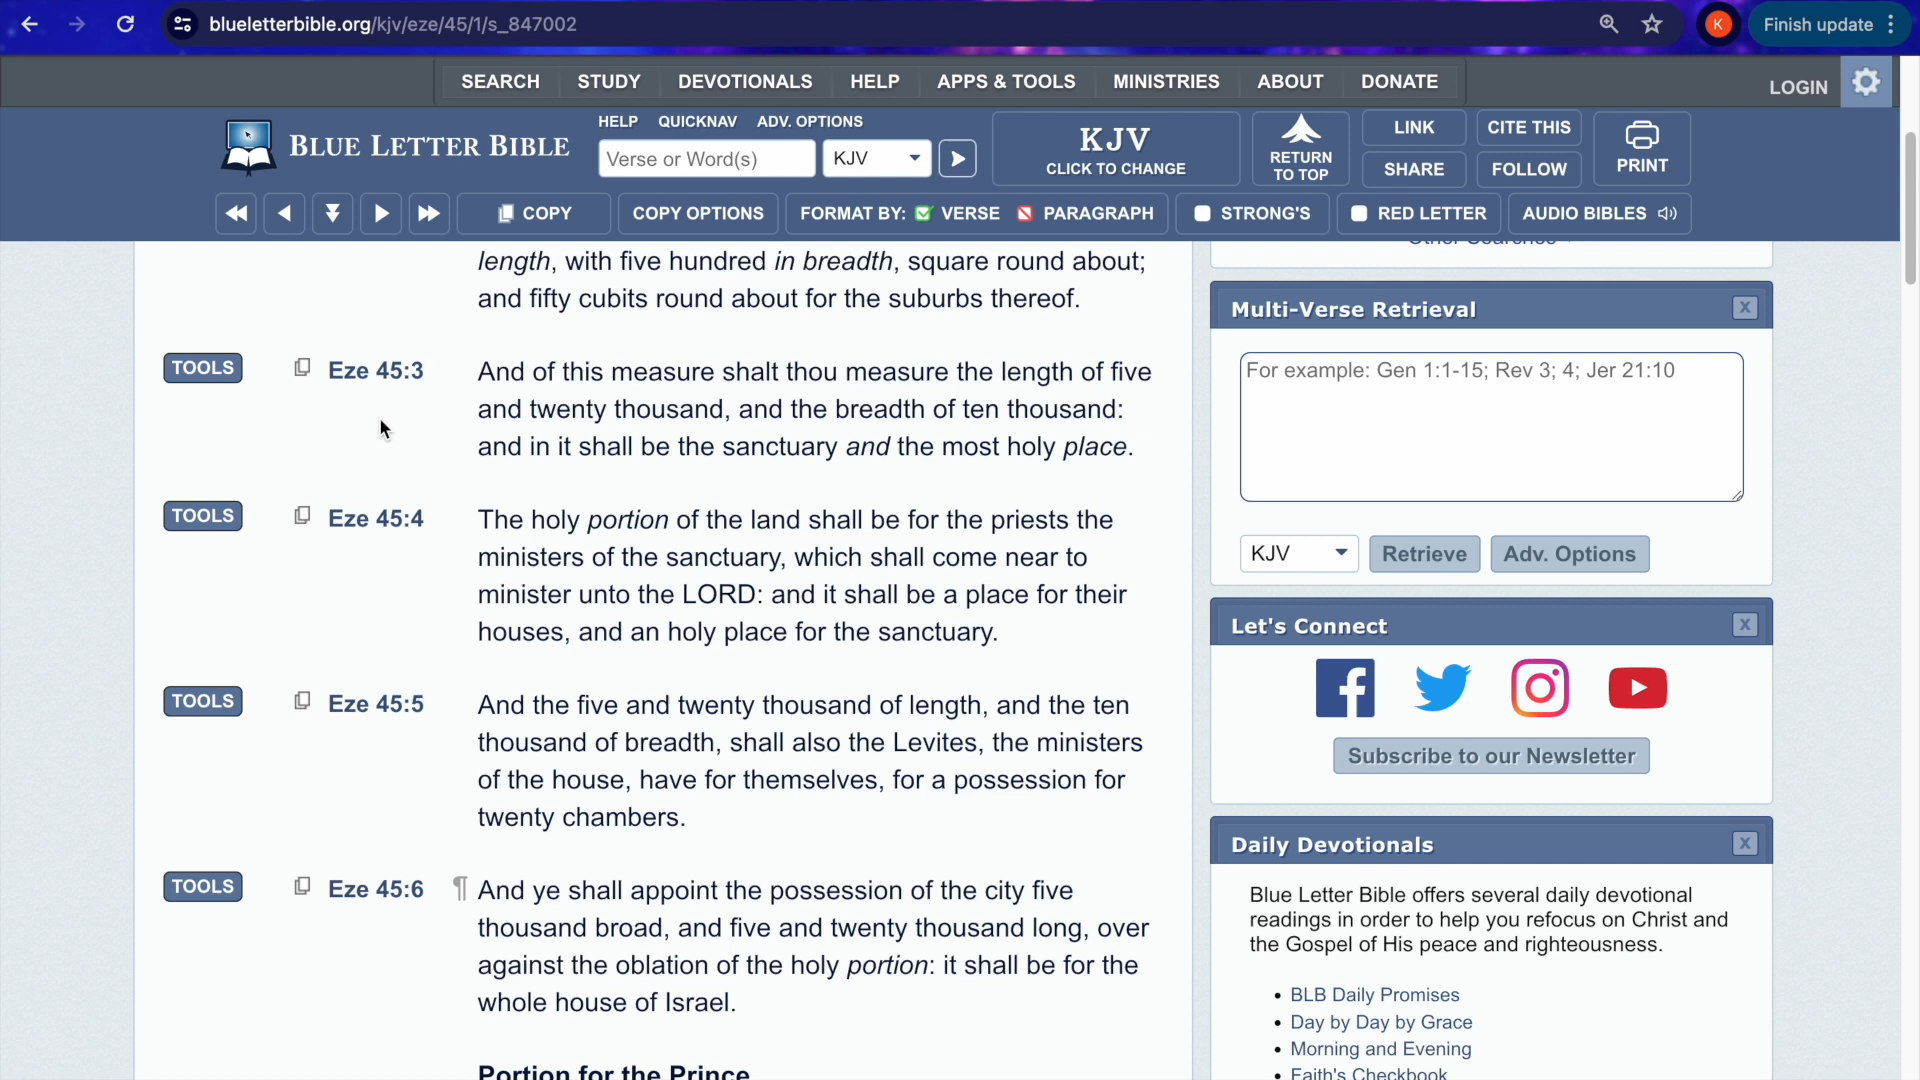 blueletterbible.org/kjv/eze/45/1/s_847002
K
Finish update
SEARCH STUDY DEVOTIONALS HELP APPS & TOOLS MINISTRIES ABOUT DONATE
LOGIN
BLUE LETTER BIBLE
HELP QUICKNAV ADV. OPTIONS
Verse or Word(s)
KJV
KJV
CLICK TO CHANGE
RETURN
TO TOP
LINK
CITE THIS
SHARE
FOLLOW
PRINT
COPY
COPY OPTIONS
FORMAT BY: VERSE PARAGRAPH
STRONG'S
RED LETTER
AUDIO BIBLES
length, with five hundred in breadth, square round about;
and fifty cubits round about for the suburbs thereof.
TOOLS
Eze 45:3
And of this measure shalt thou measure the length of five
and twenty thousand, and the breadth of ten thousand:
and in it shall be the sanctuary and the most holy place.
TOOLS
Eze 45:4
The holy portion of the land shall be for the priests the
ministers of the sanctuary, which shall come near to
minister unto the LORD: and it shall be a place for their
houses, and an holy place for the sanctuary.
TOOLS
Eze 45:5
And the five and twenty thousand of length, and the ten
thousand of breadth, shall also the Levites, the ministers
of the house, have for themselves, for a possession for
twenty chambers.
TOOLS
Eze 45:6
¶ And ye shall appoint the possession of the city five
thousand broad, and five and twenty thousand long, over
against the oblation of the holy portion: it shall be for the
whole house of Israel.
Portion for the Prince
Other Searches
Multi-Verse Retrieval
X
For example: Gen 1:1-15; Rev 3; 4; Jer 21:10
KJV
Retrieve
Adv. Options
Let's Connect
X
Subscribe to our Newsletter
Daily Devotionals
X
Blue Letter Bible offers several daily devotional
readings in order to help you refocus on Christ and
the Gospel of His peace and righteousness.
• BLB Daily Promises
• Day by Day by Grace
• Morning and Evening
• Faith's Checkbook